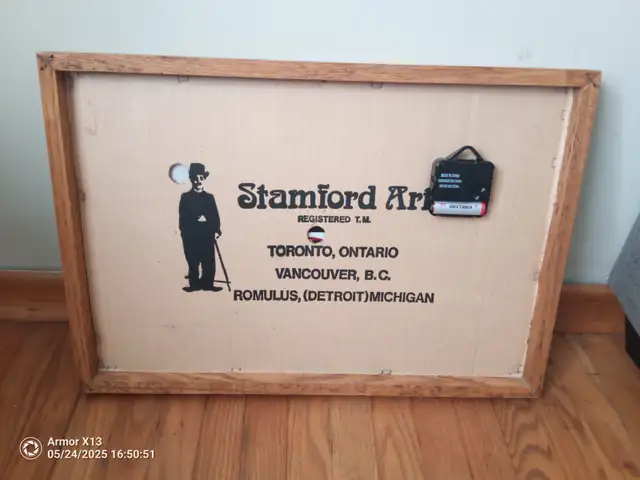 Stamford Art
REGISTERED T.M.
TORONTO, ONTARIO
VANCOUVER, B.C.
ROMULUS, (DETROIT) MICHIGAN
Armor X13
05/24/2025 16:50:51